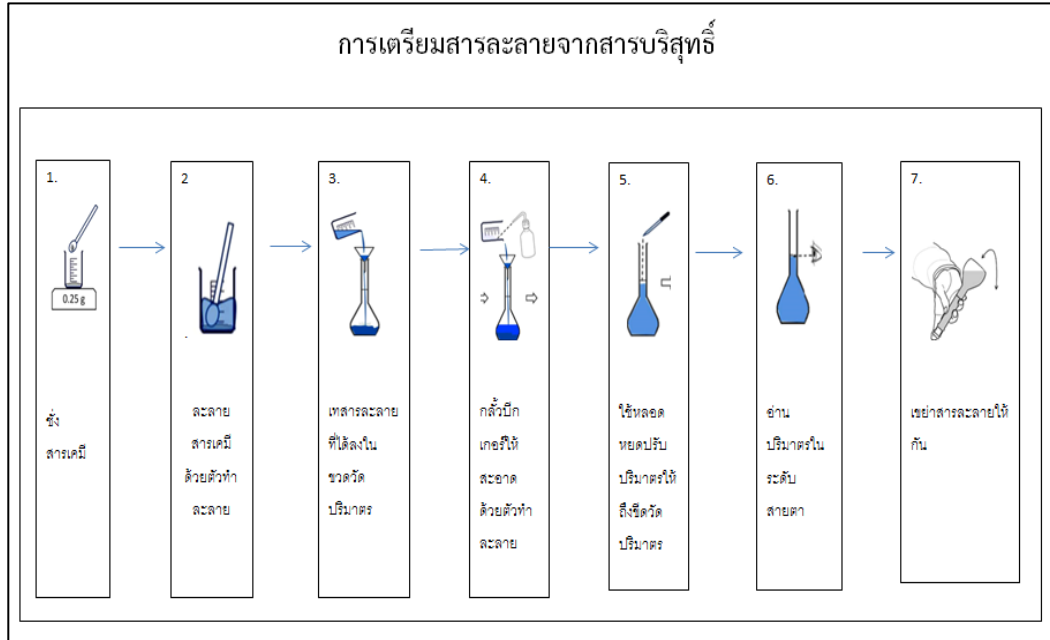 การเตรียมสารละลายจากสารบริสุทธิ์
1.
0.25 g
ชั่ง
สารเคมี
2
ละลาย
สารเคมี
ด้วยตัวทำ
ละลาย
3.
เทสารละลาย
ที่ได้ลงใน
ขวดวัด
ปริมาตร
4.
กลั้วบีก
เกอร์ให้
สะอาด
ด้วยตัวทำ
ละลาย
5.
ใช้หลอด
หยดปรับ
ปริมาตรให้
ถึงขีดวัด
ปริมาตร
6.
อ่าน
ปริมาตรใน
ระดับ
สายตา
7.
เขย่าสารละลายให้
กัน